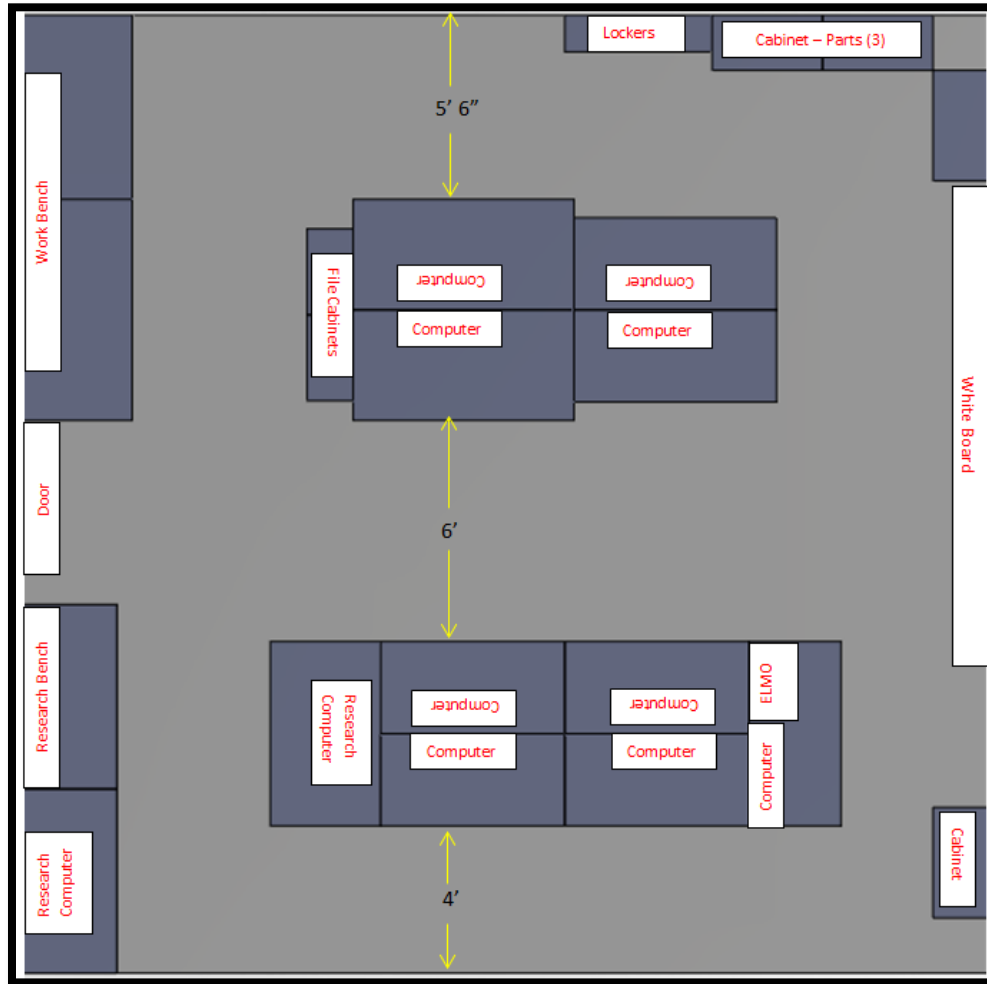 Lockers
Cabinet – Parts (3)
5’ 6”
Work Bench
File Cabinets
Computer
Computer
Computer
Computer
White Board
Door
6’
Research Bench
Research
Computer
Computer
Computer
ELMO
Computer
Computer
Computer
Research
Computer
Cabinet
4’